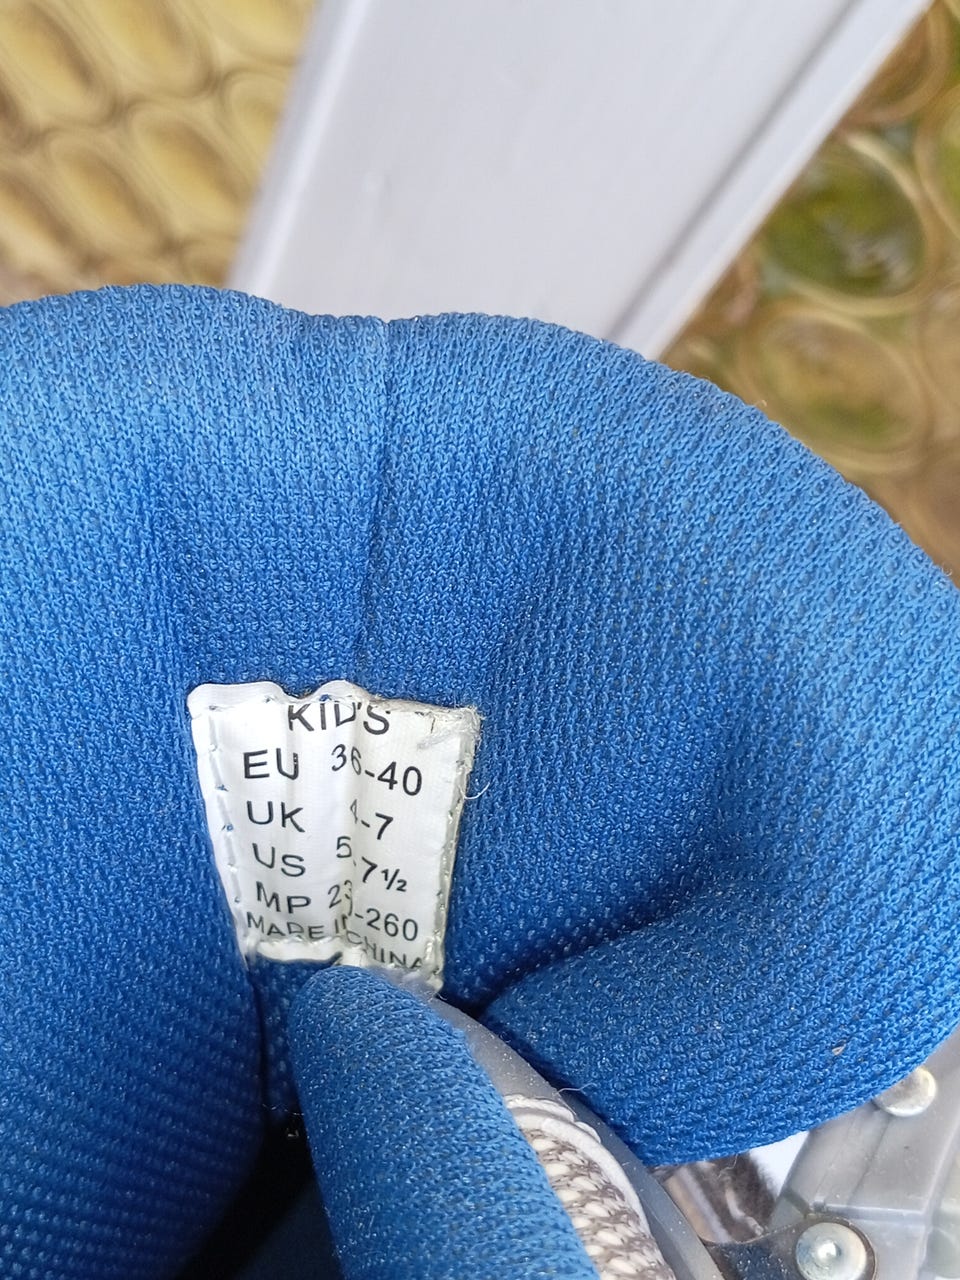 KID'S
EU 36-40
UK 4-7
US 5-7½
MP -260
MADE IN CHINA